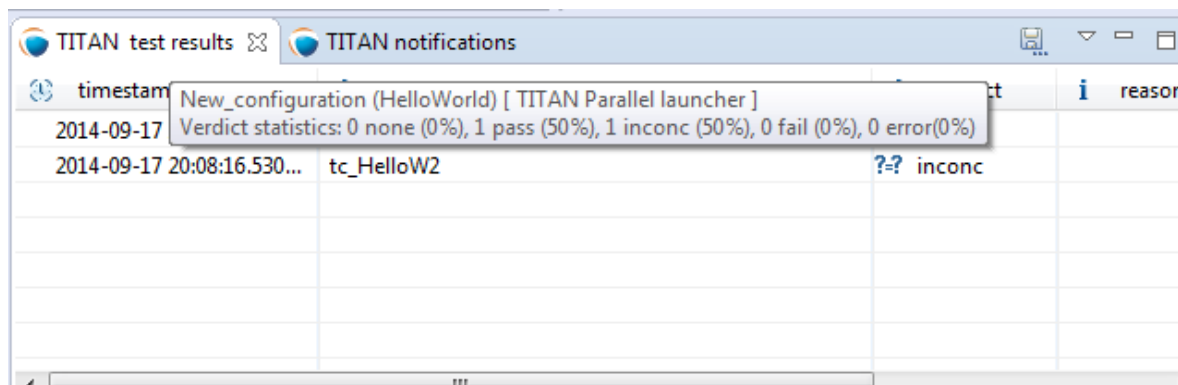 TITAN test results TITAN notifications
timestam ct i reason
New_configuration (HelloWorld) [ TITAN Parallel launcher ]
2014-09-17 Verdict statistics: 0 none (0%), 1 pass (50%), 1 inconc (50%), 0 fail (0%), 0 error(0%)
2014-09-17 20:08:16.530... tc_HelloW2 ?=? inconc